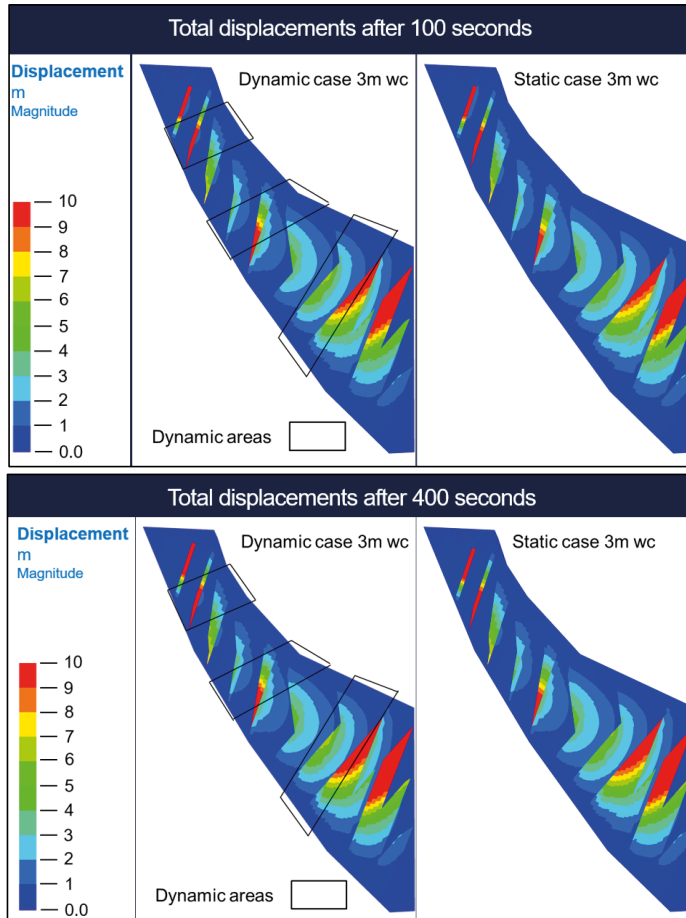 Total displacements after 100 seconds
Displacement
m
Magnitude
Dynamic case 3m wc
Static case 3m wc
10
9
8
7
6
5
4
3
2
1
0.0
Dynamic areas
Total displacements after 400 seconds
Displacement
m
Magnitude
Dynamic case 3m wc
Static case 3m wc
10
9
8
7
6
5
4
3
2
1
0.0
Dynamic areas